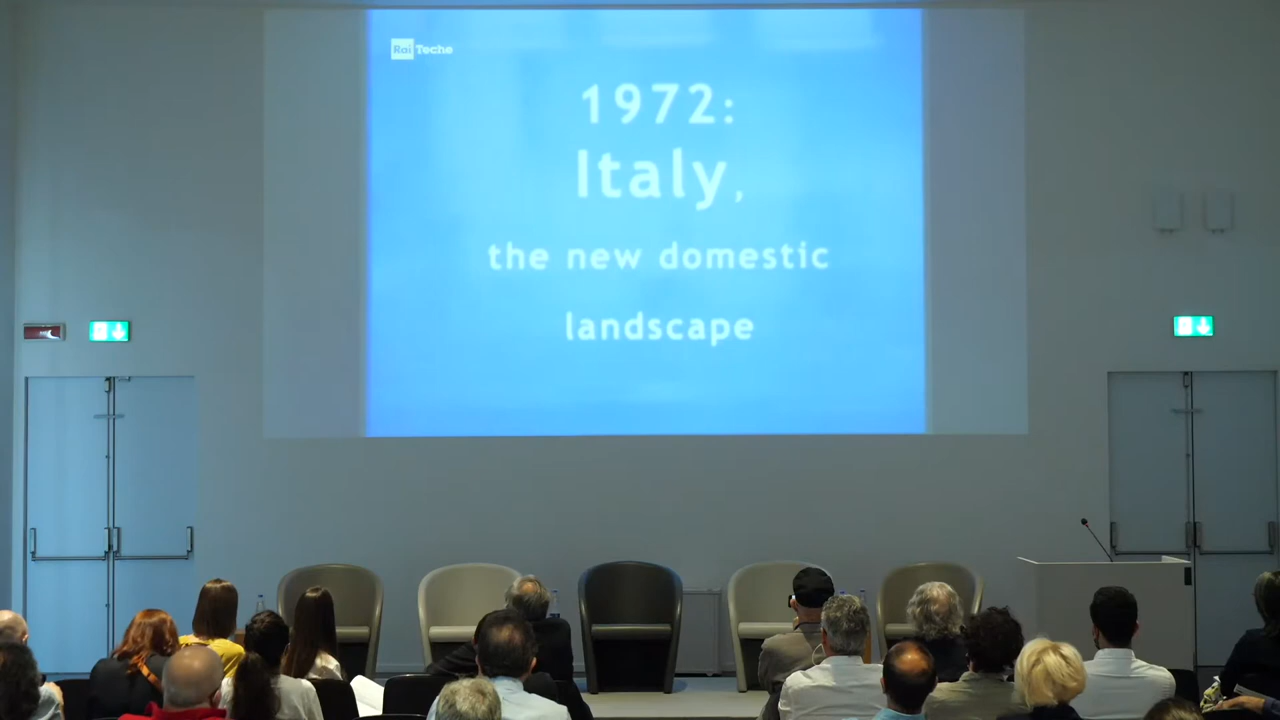 Rai Teche
1972:
Italy,
the new domestic
landscape